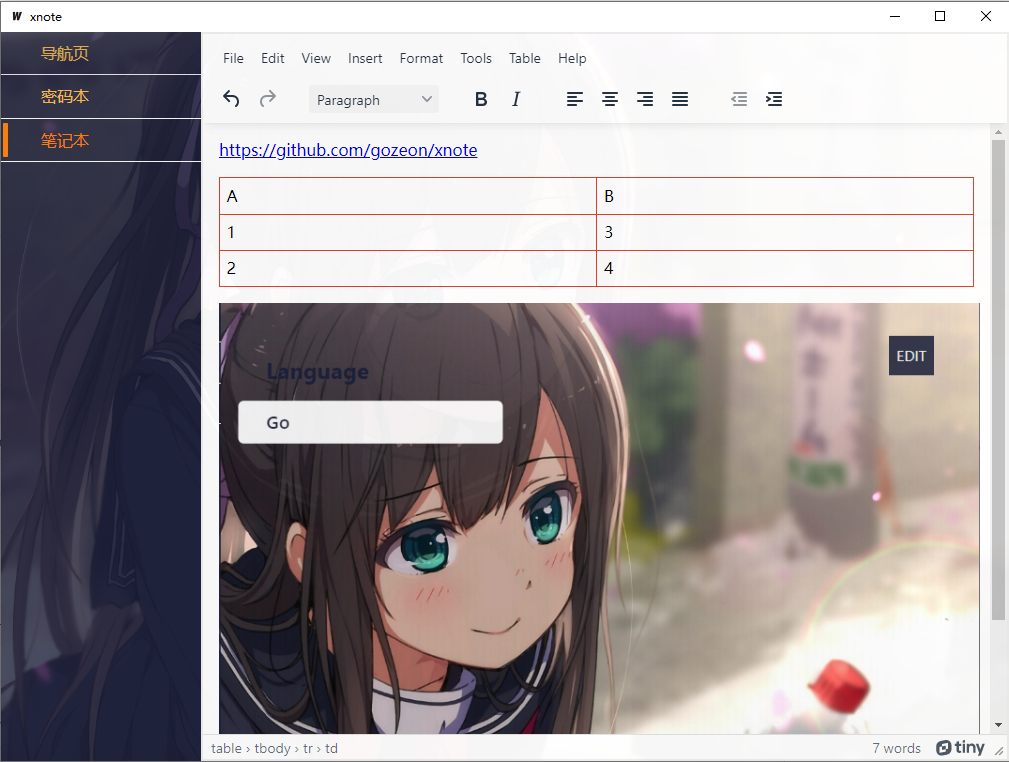 W xnote
导航页
密码本
笔记本
File Edit View Insert Format Tools Table Help
Paragraph B I
https://github.com/gozeon/xnote
A B
1 3
2 4
EDIT
Language
Go
table › tbody › tr › td 7 words tiny